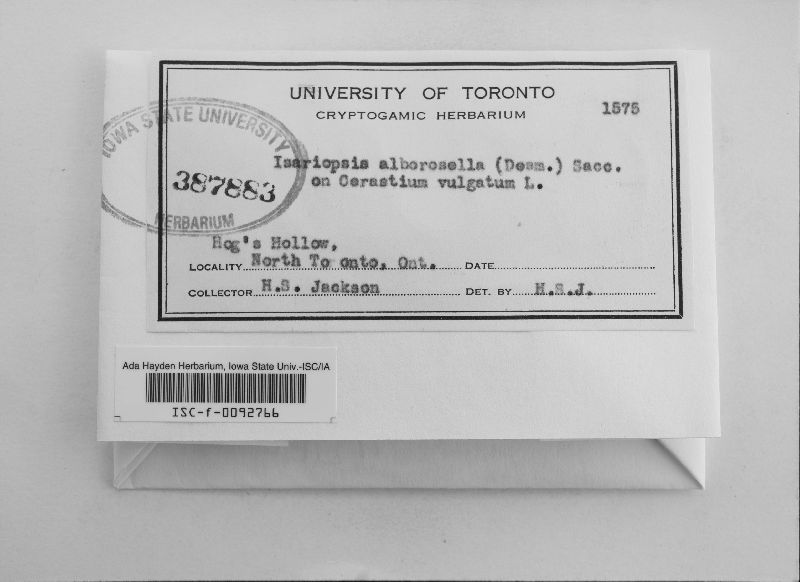 UNIVERSITY OF TORONTO
CRYPTOGAMIC HERBARIUM
1575
IOWA STATE UNIVERSITY
387883
HERBARIUM
Isariopsis alborosella (Desm.) Sacc.
on Cerastium vulgatum L.
Hog's Hollow,
LOCALITY North To onto, Ont. DATE
COLLECTOR H.S. Jackson DET. BY H.S.J.
Ada Hayden Herbarium, Iowa State Univ.-ISC/IA
ISC-f-0092766